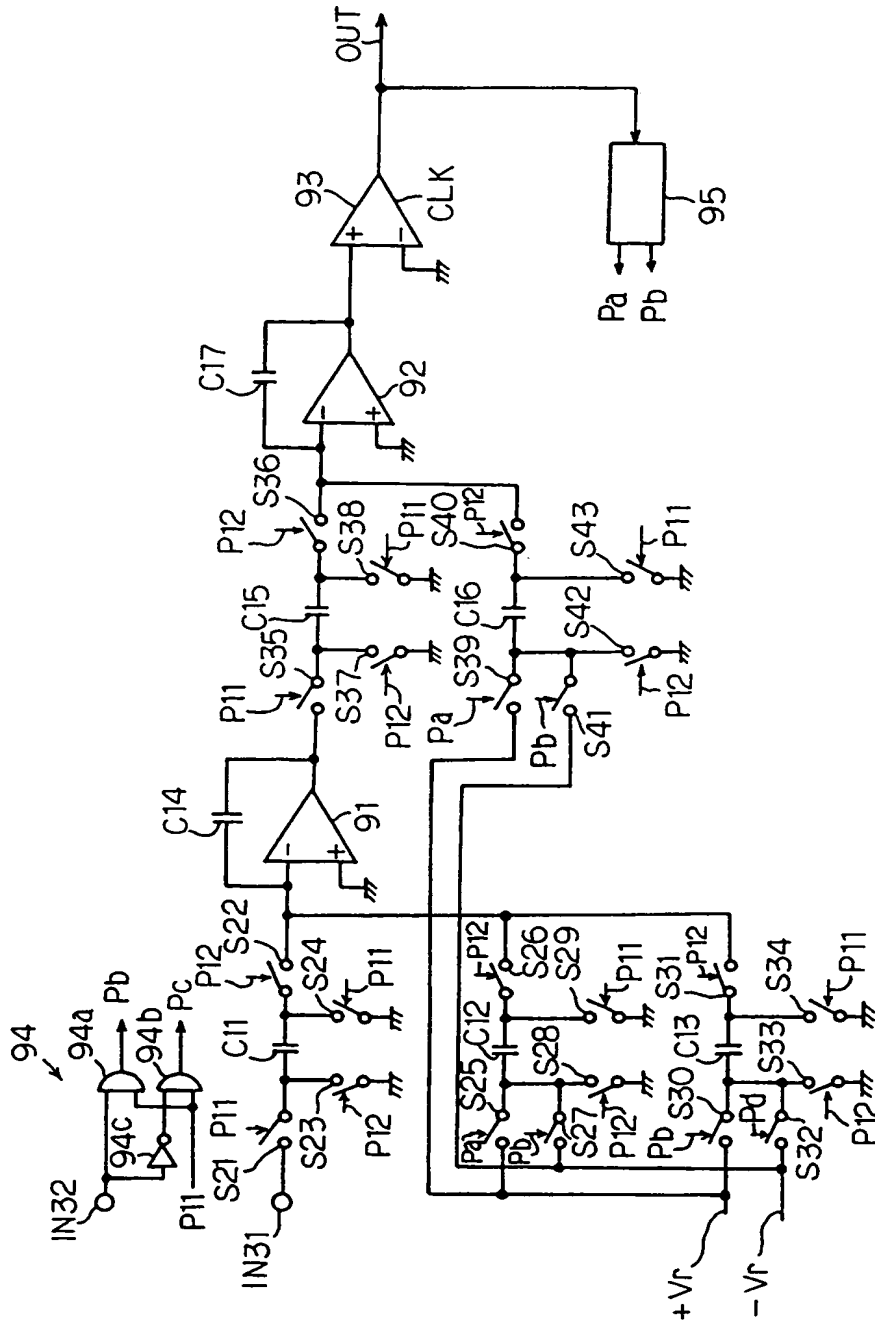 94
IN32
94a
Pb
94b
Pc
94c
P11
IN31
S21
P11
C11
P12
S22
S23
P12
S24
P11
C14
91
P11
S35
C15
P12
S36
S37
P12
S38
P11
C17
92
93
CLK
OUT
95
Pa
Pb
Pa
S25
C12
P12
S26
Pb
S27
S28
P12
S29
P11
Pb
S30
C13
P12
S31
Pd
S32
S33
P12
S34
P11
Pa
S39
C16
S40
P12
Pb
S41
S42
P12
S43
P11
+Vr
-Vr
+
-
+
-
+
-